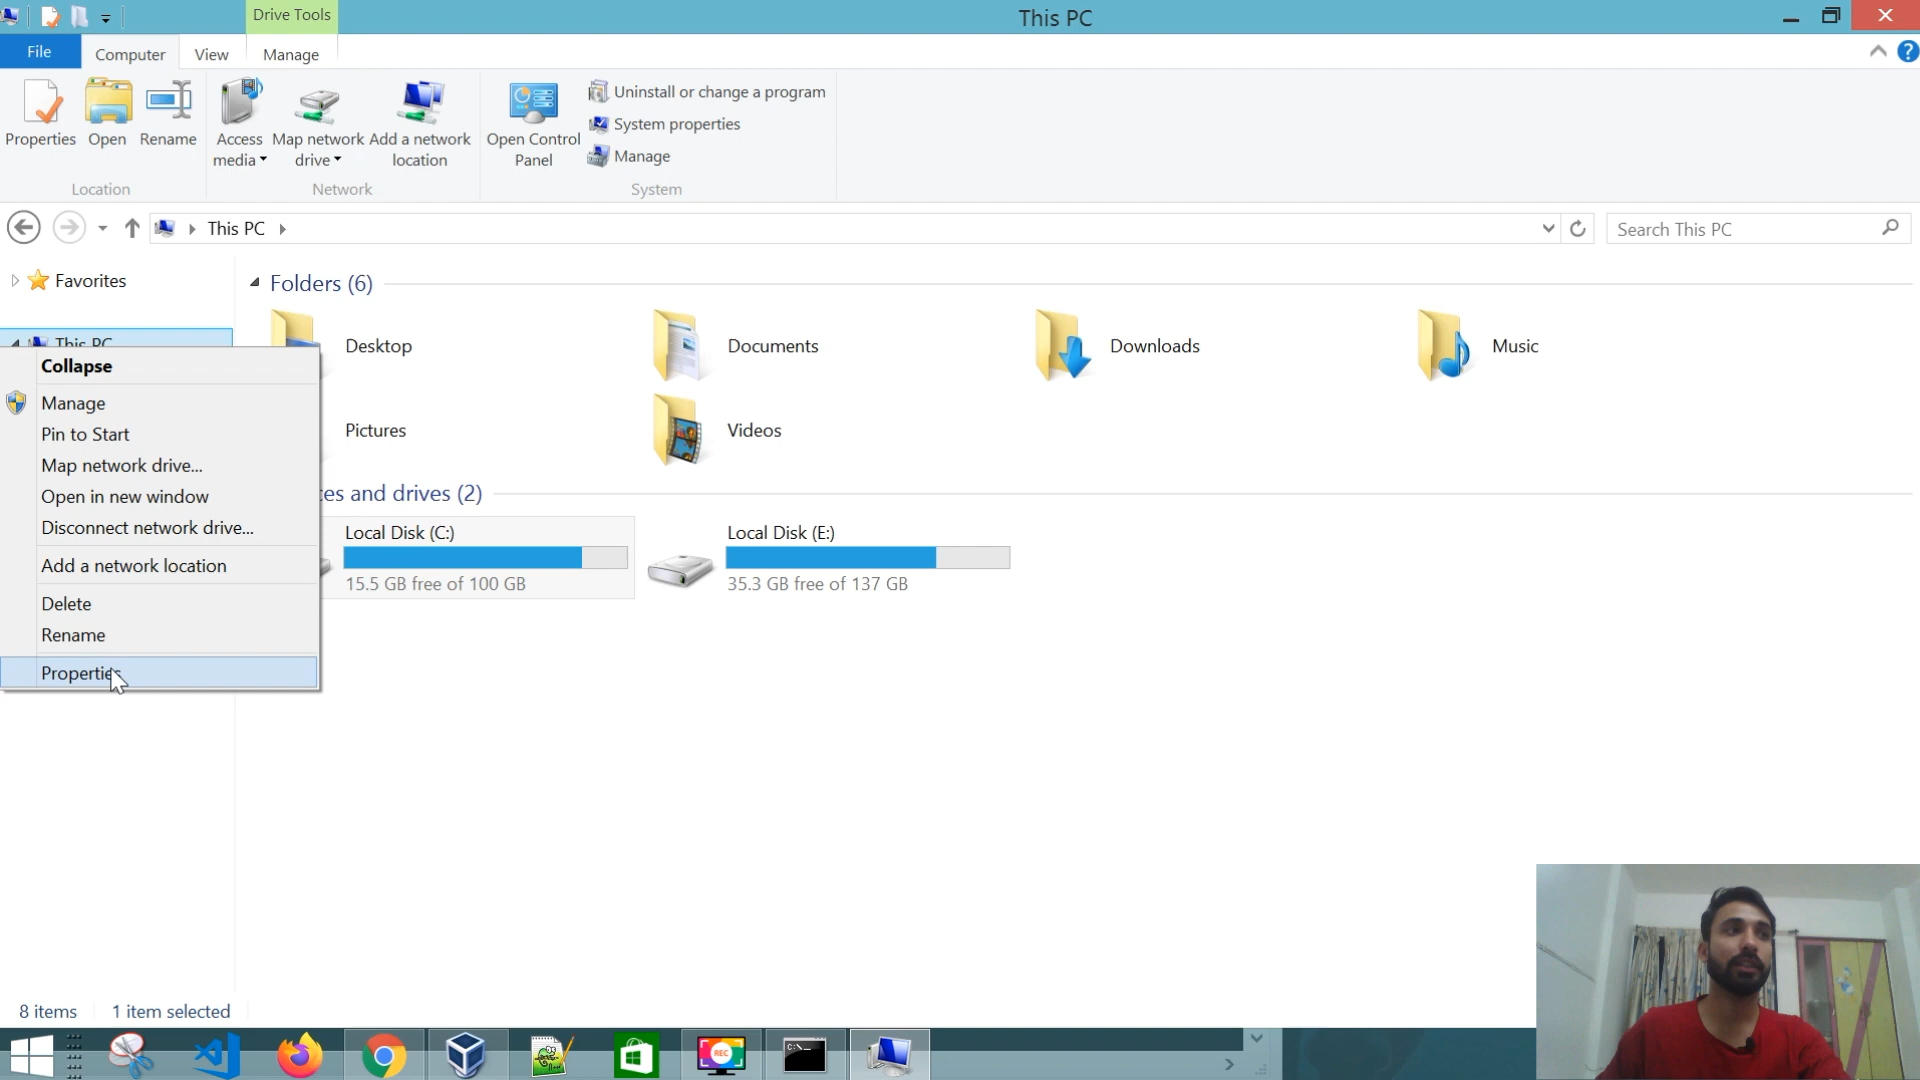 Drive Tools
This PC
File
Computer
View
Manage
Properties
Open
Rename
Access media
Map network drive
Add a network location
Open Control Panel
Uninstall or change a program
System properties
Manage
Location
Network
System
This PC
Search This PC
Favorites
This PC
Folders (6)
Desktop
Documents
Downloads
Music
Pictures
Videos
Collapse
Manage
Pin to Start
Map network drive...
Open in new window
Disconnect network drive...
Add a network location
Delete
Rename
Properties
ces and drives (2)
Local Disk (C:)
15.5 GB free of 100 GB
Local Disk (E:)
35.3 GB free of 137 GB
8 items
1 item selected
REC
C:\_